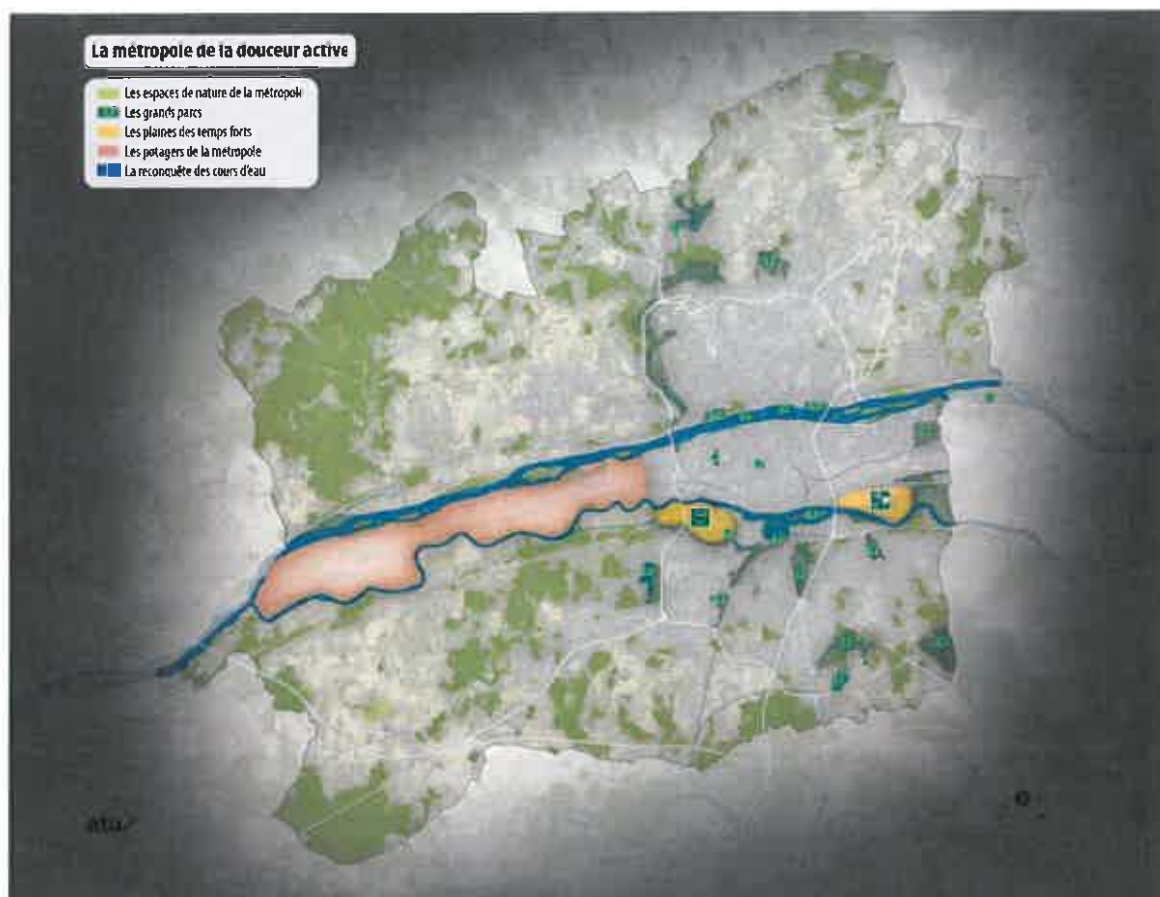 La métropole de la douceur active
Les espaces de nature de la métropole
Les grands parcs
Les plaines des temps forts
Les potagers de la métropole
La reconquête des cours d'eau
atu